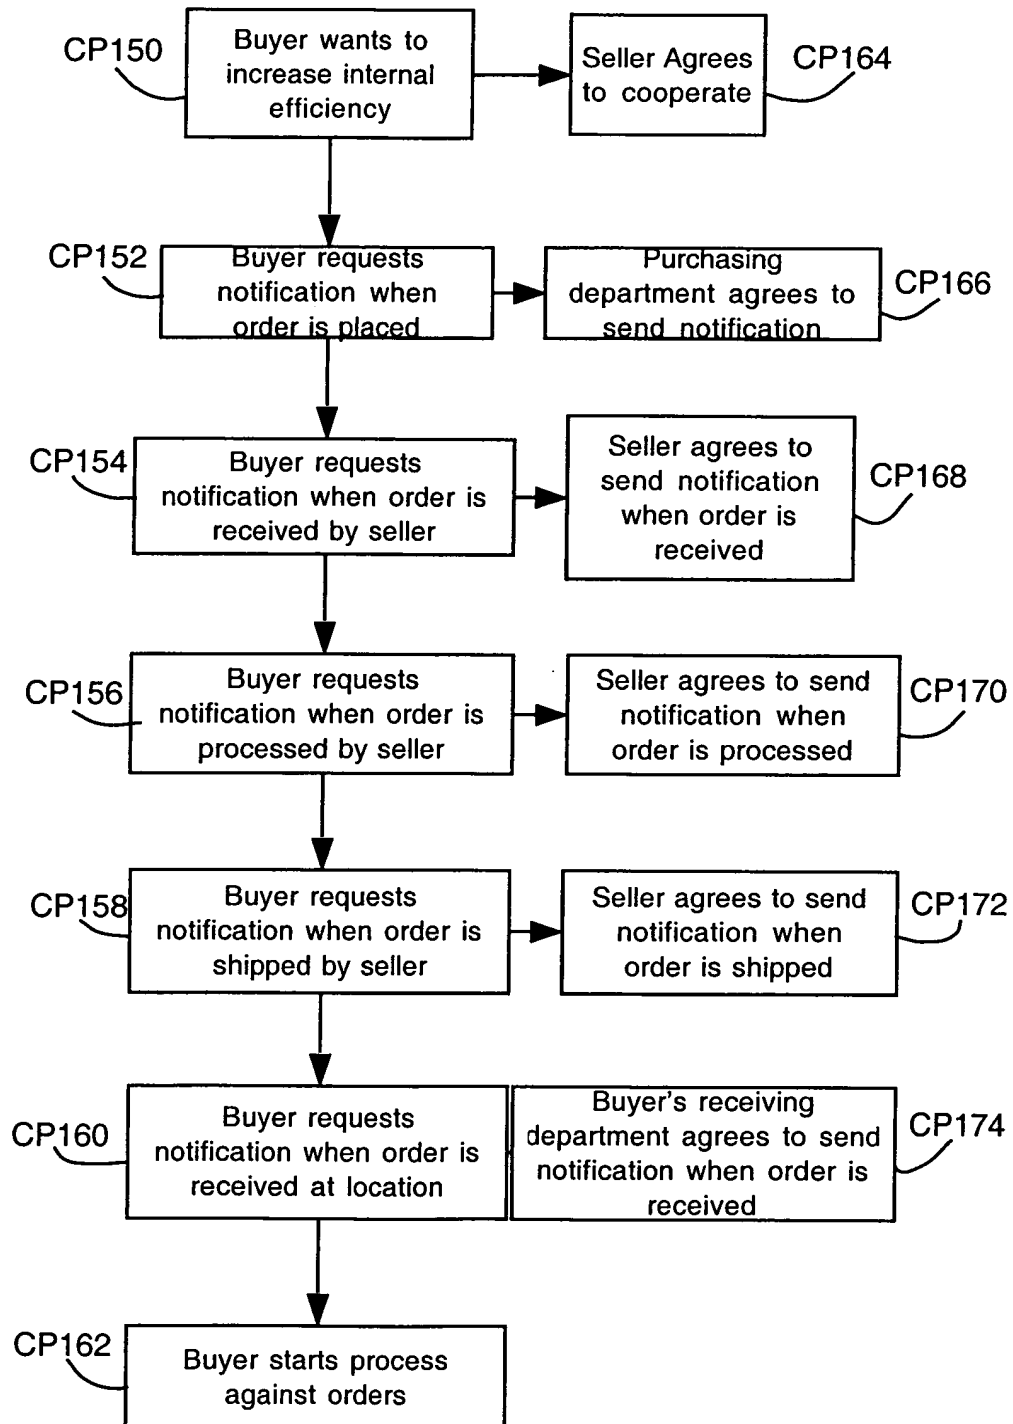 CP150
Buyer wants to
increase internal
efficiency
Seller Agrees
to cooperate
CP164
CP152
Buyer requests
notification when
order is placed
Purchasing
department agrees to
send notification
CP166
CP154
Buyer requests
notification when order is
received by seller
Seller agrees to
send notification
when order is
received
CP168
CP156
Buyer requests
notification when order is
processed by seller
Seller agrees to send
notification when
order is processed
CP170
CP158
Buyer requests
notification when order is
shipped by seller
Seller agrees to send
notification when
order is shipped
CP172
CP160
Buyer requests
notification when order is
received at location
Buyer's receiving
department agrees to send
notification when order is
received
CP174
CP162
Buyer starts process
against orders